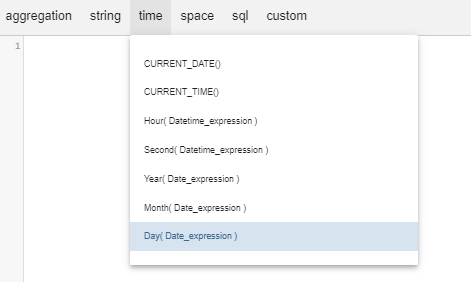 aggregation string time space sql custom
1
CURRENT_DATE()
CURRENT_TIME()
Hour( Datetime_expression )
Second( Datetime_expression )
Year( Date_expression )
Month( Date_expression )
Day( Date_expression )